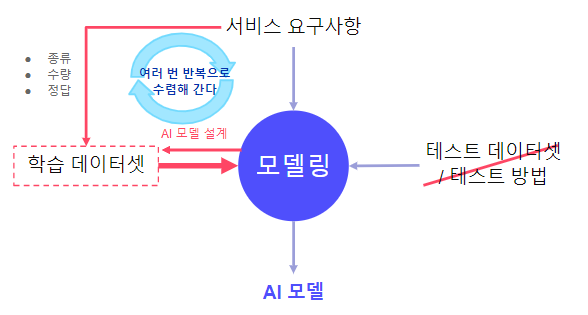 서비스 요구사항
종류
수량
정답
여러 번 반복으로
수렴해 간다
AI 모델 설계
학습 데이터셋
모델링
테스트 데이터셋
/ 테스트 방법
AI 모델